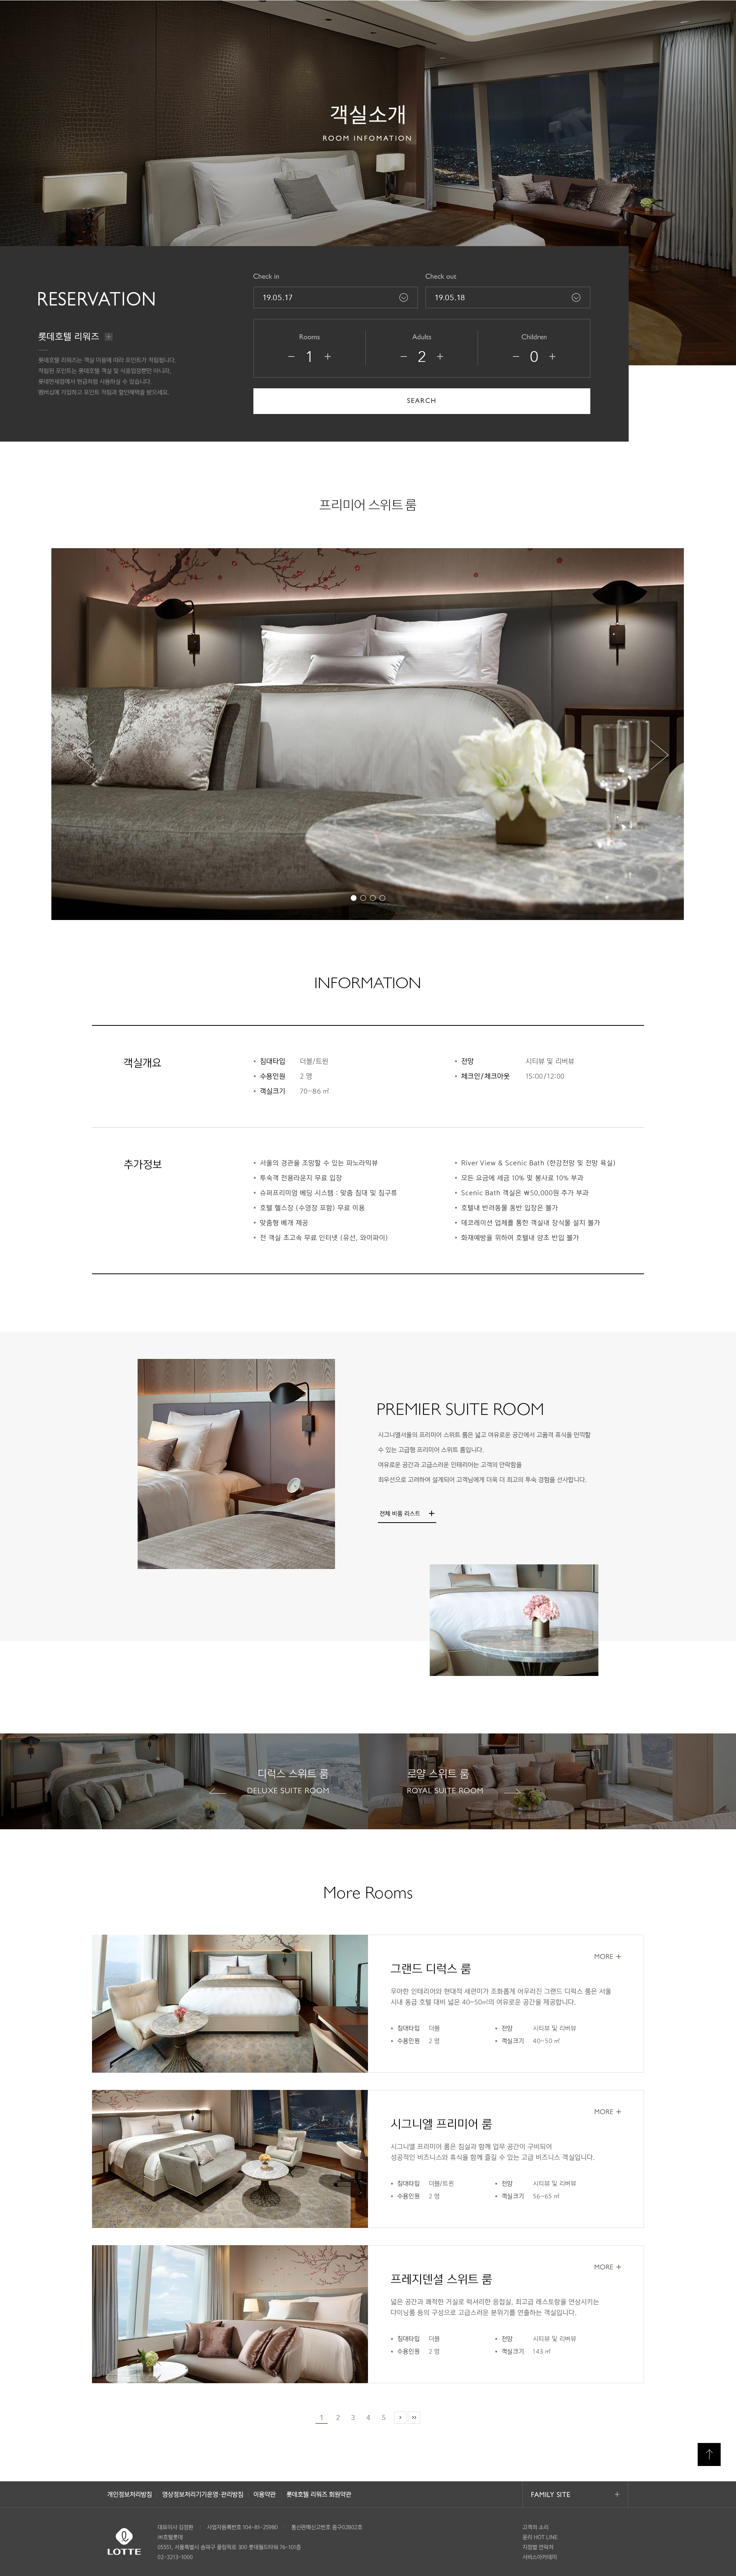 객실소개
ROOM INFOMATION
RESERVATION
롯데호텔 리워즈 +
롯데호텔 리워즈는 객실 이용에 따라 포인트가 적립됩니다.
적립된 포인트는 롯데호텔 객실 및 식음업장뿐만 아니라,
롯데면세점에서 현금처럼 사용하실 수 있습니다.
멤버십에 가입하고 포인트 적립과 할인혜택을 받으세요.
Check in
Check out
19.05.17
19.05.18
Rooms
Adults
Children
− 1 +
− 2 +
− 0 +
SEARCH
프리미어 스위트 룸
INFORMATION
객실개요
• 침대타입 더블/트윈
• 수용인원 2 명
• 객실크기 70~86 ㎡
• 전망 시티뷰 및 리버뷰
• 체크인/체크아웃 15:00/12:00
추가정보
• 서울의 경관을 조망할 수 있는 파노라믹뷰
• 투숙객 전용라운지 무료 입장
• 슈퍼프리미엄 베딩 시스템 : 맞춤 침대 및 침구류
• 호텔 헬스장 (수영장 포함) 무료 이용
• 맞춤형 베개 제공
• 전 객실 초고속 무료 인터넷 (유선, 와이파이)
• River View & Scenic Bath (한강전망 및 전망 욕실)
• 모든 요금에 세금 10% 및 봉사료 10% 부과
• Scenic Bath 객실은 ₩50,000원 추가 부과
• 호텔내 반려동물 동반 입장은 불가
• 데코레이션 업체를 통한 객실내 장식물 설치 불가
• 화재예방을 위하여 호텔내 양초 반입 불가
PREMIER SUITE ROOM
시그니엘서울의 프리미어 스위트 룸은 넓고 여유로운 공간에서 고품격 휴식을 만끽할
수 있는 고급형 프리미어 스위트 룸입니다.
여유로운 공간과 고급스러운 인테리어는 고객의 안락함을
최우선으로 고려하여 설계되어 고객님에게 더욱 더 최고의 투숙 경험을 선사합니다.
전체 비품 리스트 +
디럭스 스위트 룸
DELUXE SUITE ROOM
로얄 스위트 룸
ROYAL SUITE ROOM
More Rooms
MORE +
그랜드 디럭스 룸
우아한 인테리어와 현대적 세련미가 조화롭게 어우러진 그랜드 디럭스 룸은 서울
시내 동급 호텔 대비 넓은 40~50㎡의 여유로운 공간을 제공합니다.
• 침대타입 더블
• 전망 시티뷰 및 리버뷰
• 수용인원 2 명
• 객실크기 40~50 ㎡
MORE +
시그니엘 프리미어 룸
시그니엘 프리미어 룸은 침실과 함께 업무 공간이 구비되어
성공적인 비즈니스와 휴식을 함께 즐길 수 있는 고급 비즈니스 객실입니다.
• 침대타입 더블/트윈
• 전망 시티뷰 및 리버뷰
• 수용인원 2 명
• 객실크기 56~65 ㎡
MORE +
프레지덴셜 스위트 룸
넓은 공간과 쾌적한 거실로 럭셔리한 응접실, 최고급 레스토랑을 연상시키는
다이닝룸 등의 구성으로 고급스러운 분위기를 연출하는 객실입니다.
• 침대타입 더블
• 전망 시티뷰 및 리버뷰
• 수용인원 2 명
• 객실크기 143 ㎡
1 2 3 4 5 › ››
개인정보처리방침 영상정보처리기기운영·관리방침 이용약관 롯데호텔 리워즈 회원약관
FAMILY SITE +
LOTTE
대표이사 김정환 사업자등록번호 104-81-25980 통신판매신고번호 중구02802호
㈜호텔롯데
05551, 서울특별시 송파구 올림픽로 300 롯데월드타워 76-101층
02-3213-1000
고객의 소리
윤리 HOT LINE
지점별 연락처
서비스아카데미